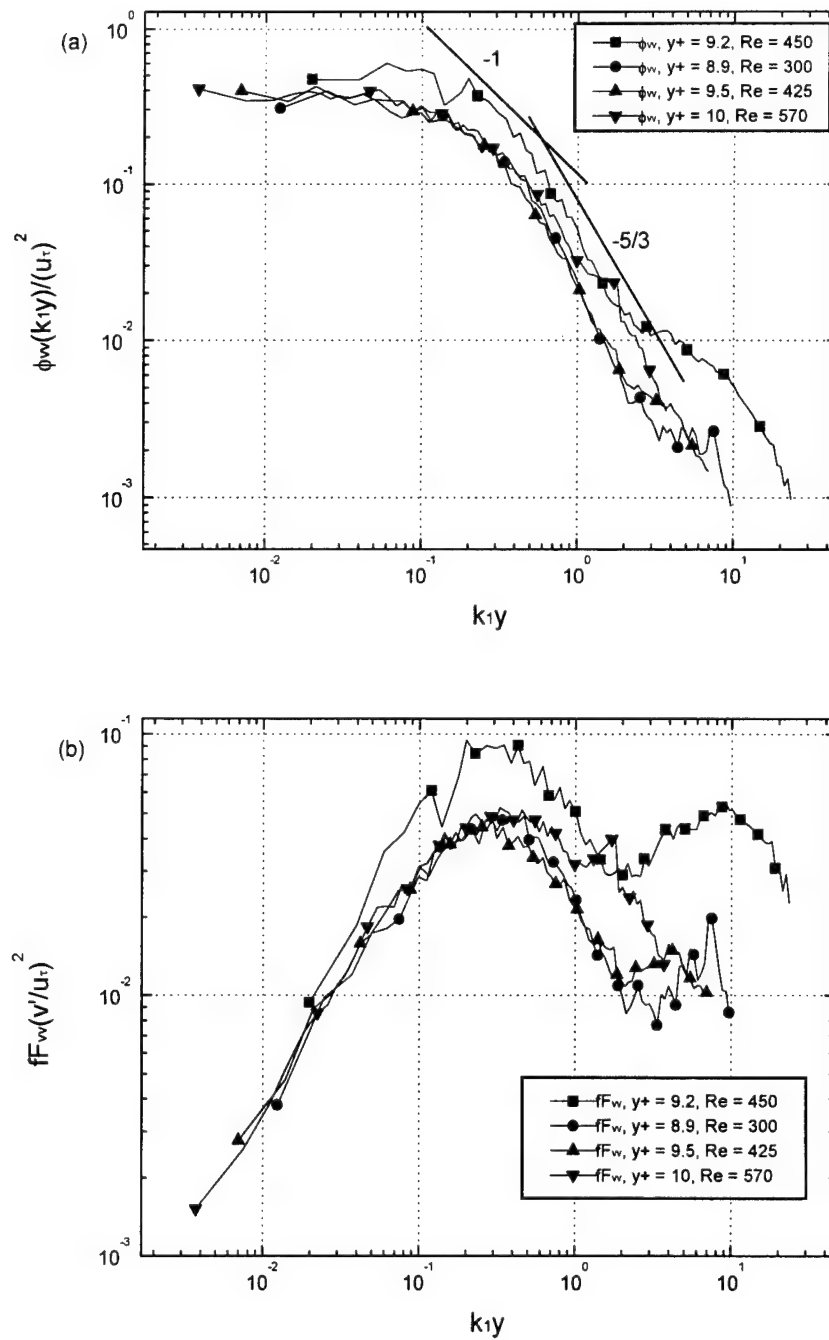 (a)
10⁰
10⁻¹
10⁻²
10⁻³
ϕw(k₁y)/(uτ)²
-1
-5/3
ϕw, y+ = 9.2, Re = 450
ϕw, y+ = 8.9, Re = 300
ϕw, y+ = 9.5, Re = 425
ϕw, y+ = 10, Re = 570
10⁻² 10⁻¹ 10⁰ 10¹
k₁y
(b)
10⁻¹
10⁻²
10⁻³
fFw(v'/uτ)²
fFw, y+ = 9.2, Re = 450
fFw, y+ = 8.9, Re = 300
fFw, y+ = 9.5, Re = 425
fFw, y+ = 10, Re = 570
10⁻² 10⁻¹ 10⁰ 10¹
k₁y